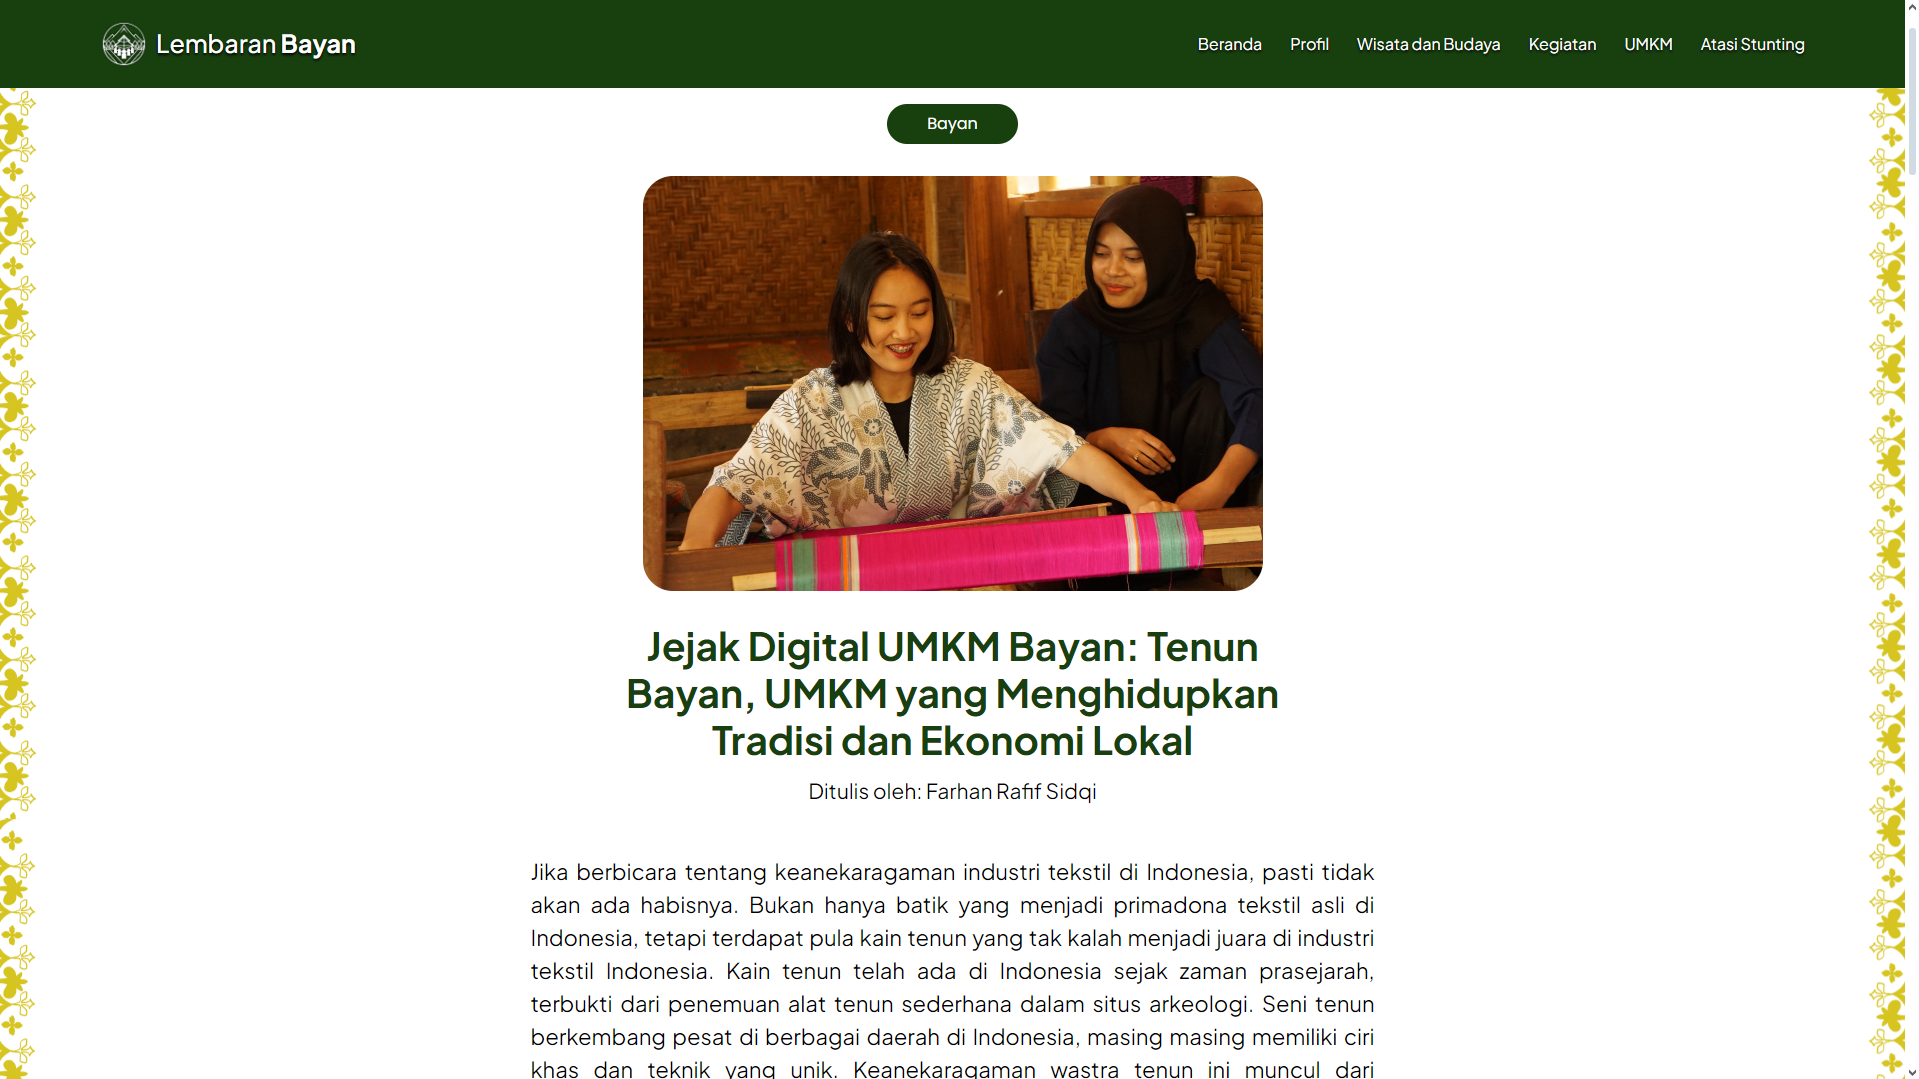 Lembaran Bayan
Beranda
Profil
Wisata dan Budaya
Kegiatan
UMKM
Atasi Stunting
Bayan
Jejak Digital UMKM Bayan: Tenun
Bayan, UMKM yang Menghidupkan
Tradisi dan Ekonomi Lokal
Ditulis oleh: Farhan Rafif Sidqi
Jika berbicara tentang keanekaragaman industri tekstil di Indonesia, pasti tidak
akan ada habisnya. Bukan hanya batik yang menjadi primadona tekstil asli di
Indonesia, tetapi terdapat pula kain tenun yang tak kalah menjadi juara di industri
tekstil Indonesia. Kain tenun telah ada di Indonesia sejak zaman prasejarah,
terbukti dari penemuan alat tenun sederhana dalam situs arkeologi. Seni tenun
berkembang pesat di berbagai daerah di Indonesia, masing masing memiliki ciri
khas dan teknik yang unik. Keanekaragaman wastra tenun ini muncul dari